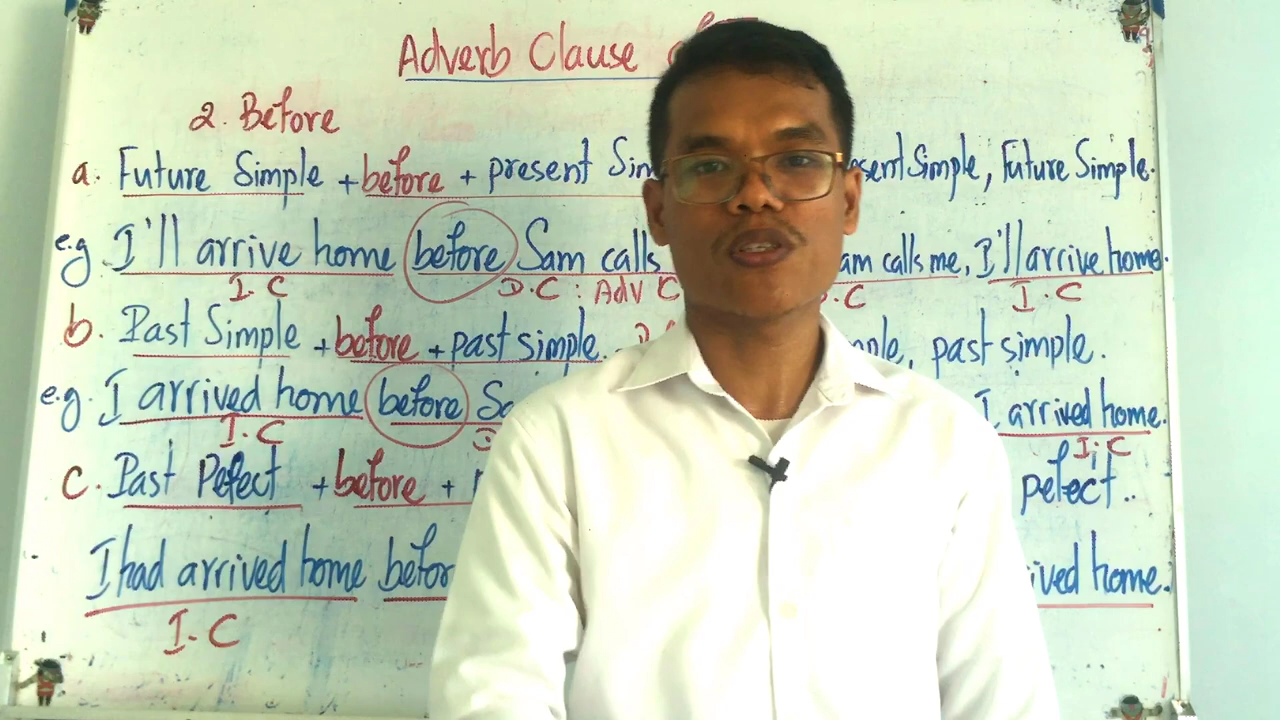 Adverb Clause
2. Before
a. Future Simple + before + present Sim sent Simple, Future Simple.
e.g I'll arrive home before Sam calls am calls me, I'll arrive home.
I. C D.C : Adv C .C I. C
b. Past Simple + before + past simple. ple, past simple.
e.g. I arrived home before I arrived home.
I. C I. C
c. Past Pefect + before + pefect..
I had arrived home befor ived home.
I. C